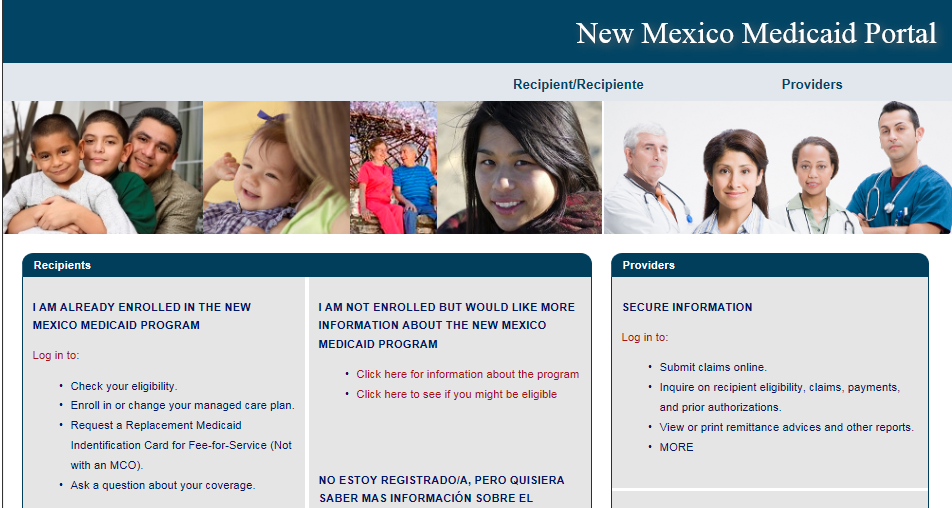 New Mexico Medicaid Portal
Recipient/Recipiente
Providers
Recipients
I AM ALREADY ENROLLED IN THE NEW
MEXICO MEDICAID PROGRAM
Log in to:
• Check your eligibility.
• Enroll in or change your managed care plan.
• Request a Replacement Medicaid
Indentification Card for Fee-for-Service (Not
with an MCO).
• Ask a question about your coverage.
I AM NOT ENROLLED BUT WOULD LIKE MORE
INFORMATION ABOUT THE NEW MEXICO
MEDICAID PROGRAM
• Click here for information about the program
• Click here to see if you might be eligible
NO ESTOY REGISTRADO/A, PERO QUISIERA
SABER MAS INFORMACIÓN SOBRE EL
Providers
SECURE INFORMATION
Log in to:
• Submit claims online.
• Inquire on recipient eligibility, claims, payments,
and prior authorizations.
• View or print remittance advices and other reports.
• MORE